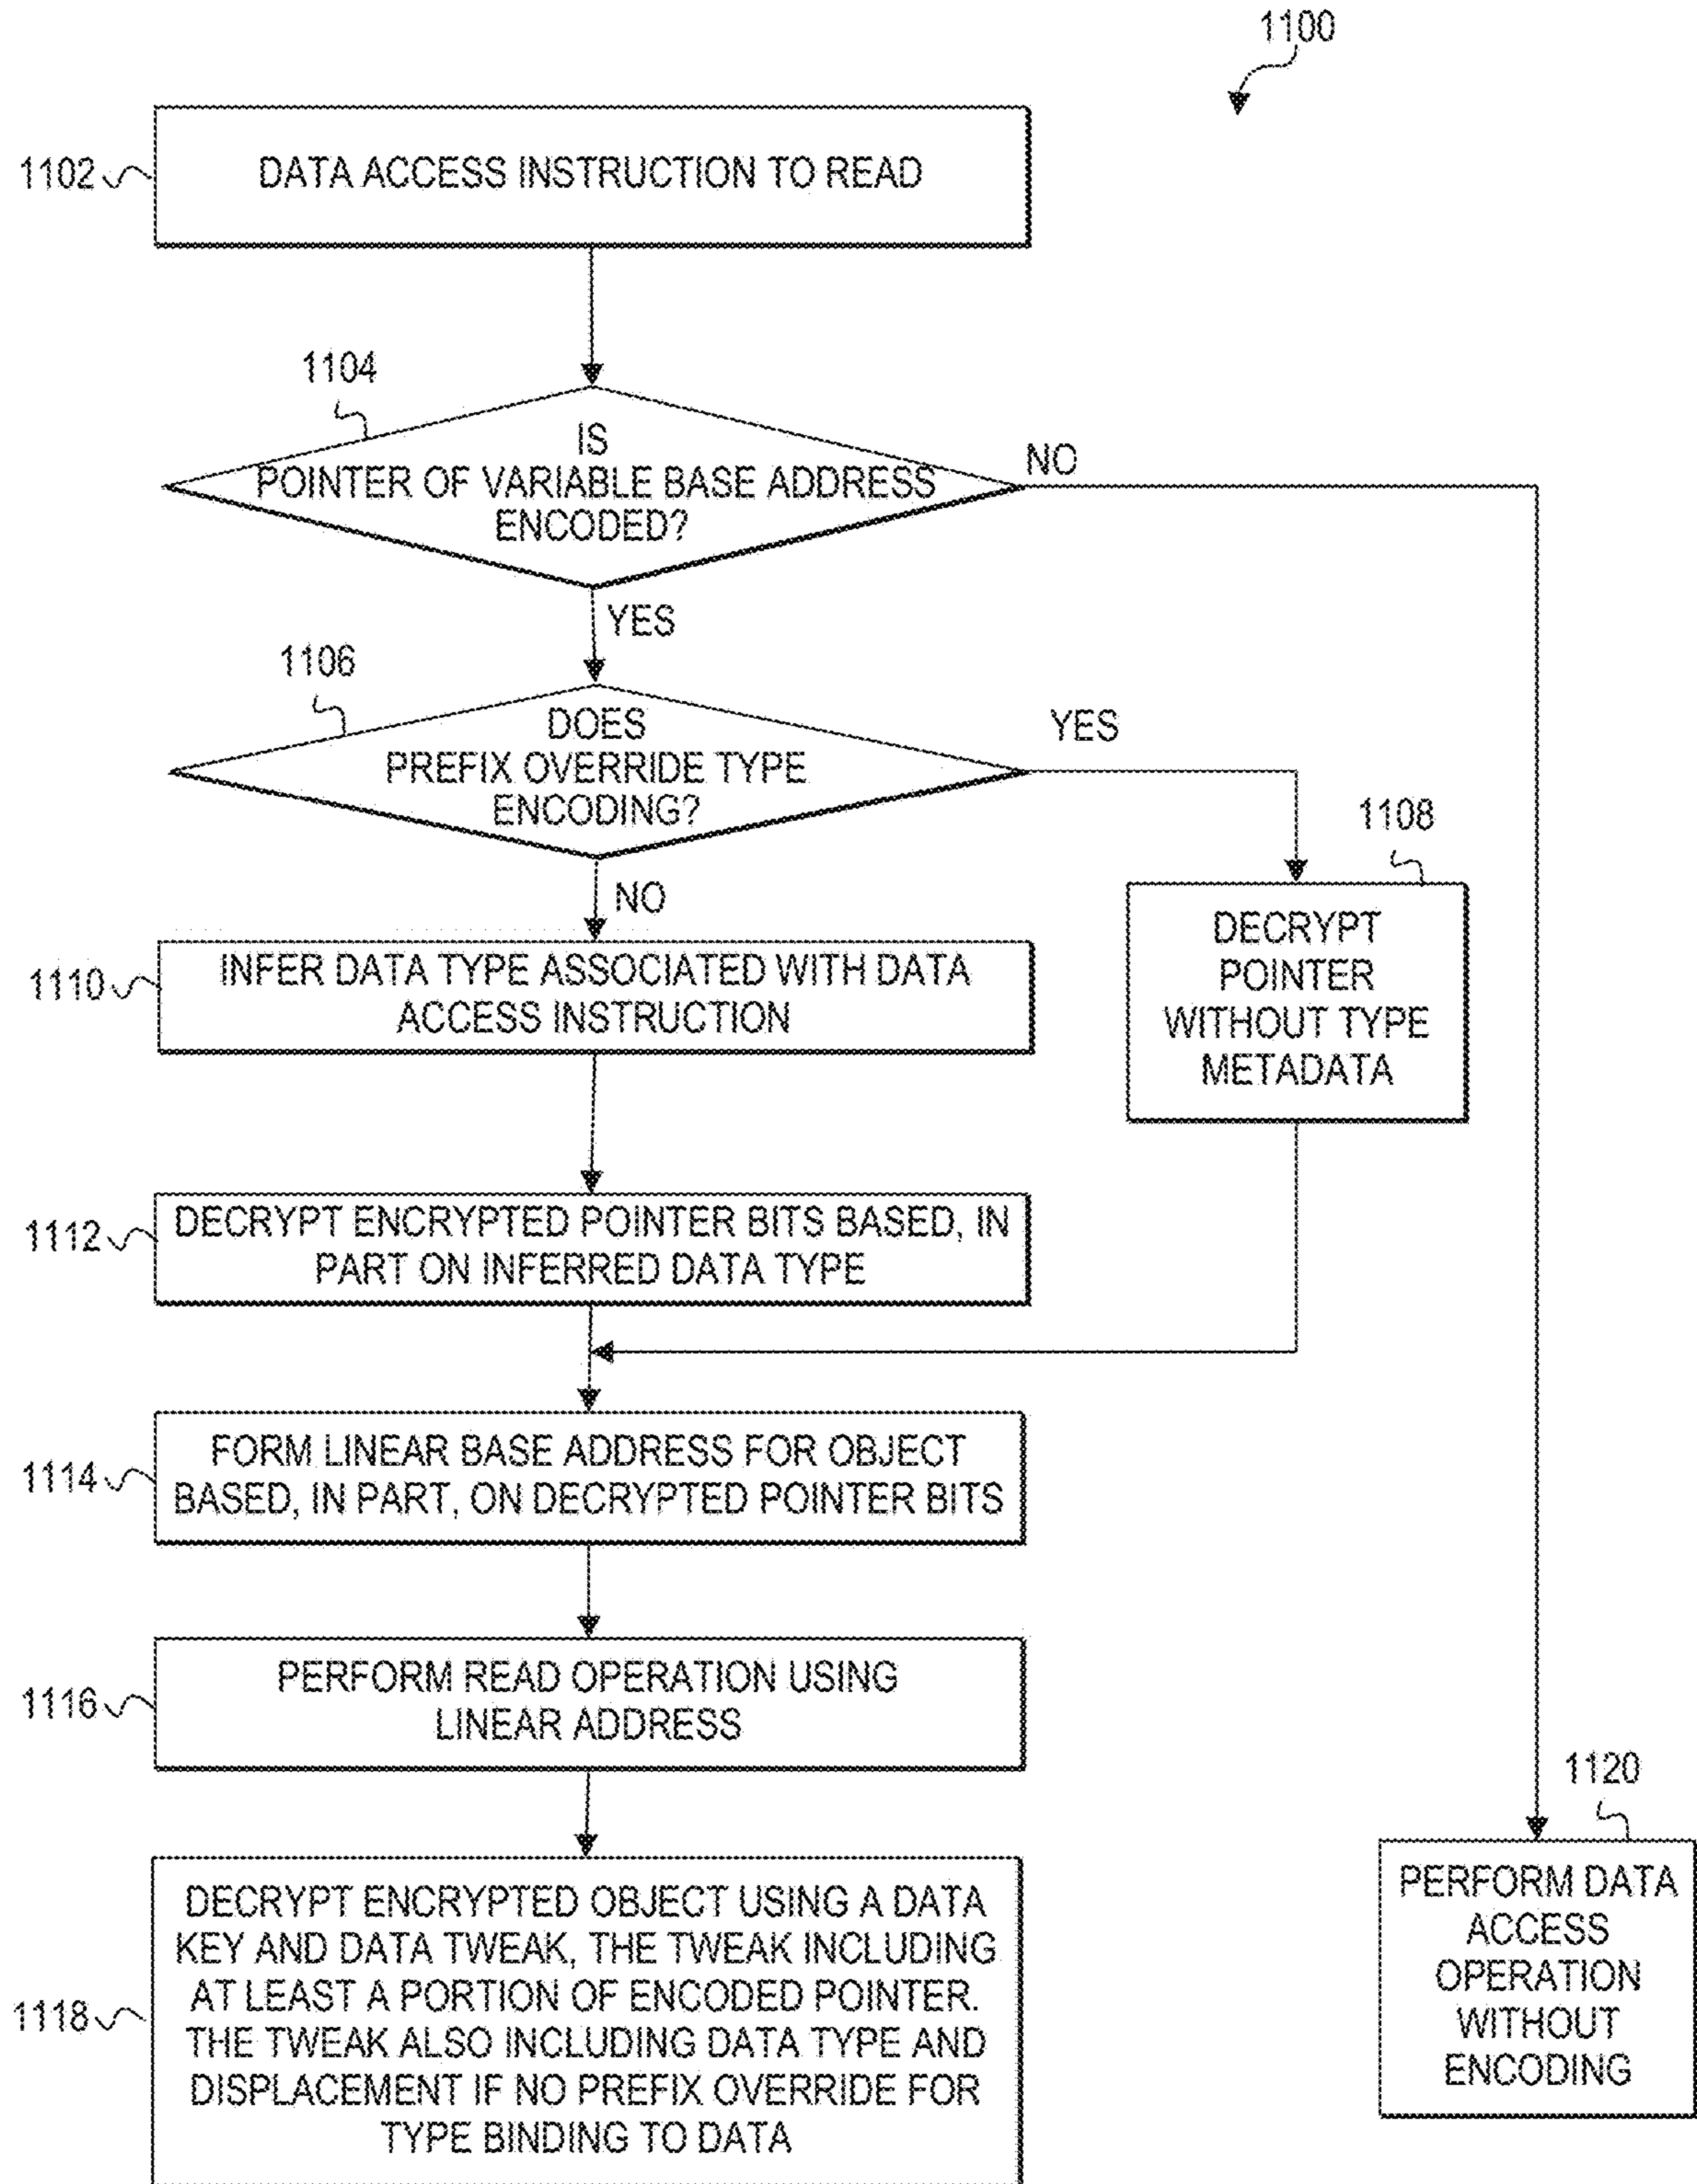 1100
1102
DATA ACCESS INSTRUCTION TO READ
1104
IS
POINTER OF VARIABLE BASE ADDRESS
ENCODED?
NO
YES
1106
DOES
PREFIX OVERRIDE TYPE
ENCODING?
YES
NO
1108
DECRYPT
POINTER
WITHOUT TYPE
METADATA
1110
INFER DATA TYPE ASSOCIATED WITH DATA
ACCESS INSTRUCTION
1112
DECRYPT ENCRYPTED POINTER BITS BASED, IN
PART ON INFERRED DATA TYPE
1114
FORM LINEAR BASE ADDRESS FOR OBJECT
BASED, IN PART, ON DECRYPTED POINTER BITS
1116
PERFORM READ OPERATION USING
LINEAR ADDRESS
1118
DECRYPT ENCRYPTED OBJECT USING A DATA
KEY AND DATA TWEAK, THE TWEAK INCLUDING
AT LEAST A PORTION OF ENCODED POINTER.
THE TWEAK ALSO INCLUDING DATA TYPE AND
DISPLACEMENT IF NO PREFIX OVERRIDE FOR
TYPE BINDING TO DATA
1120
PERFORM DATA
ACCESS
OPERATION
WITHOUT
ENCODING